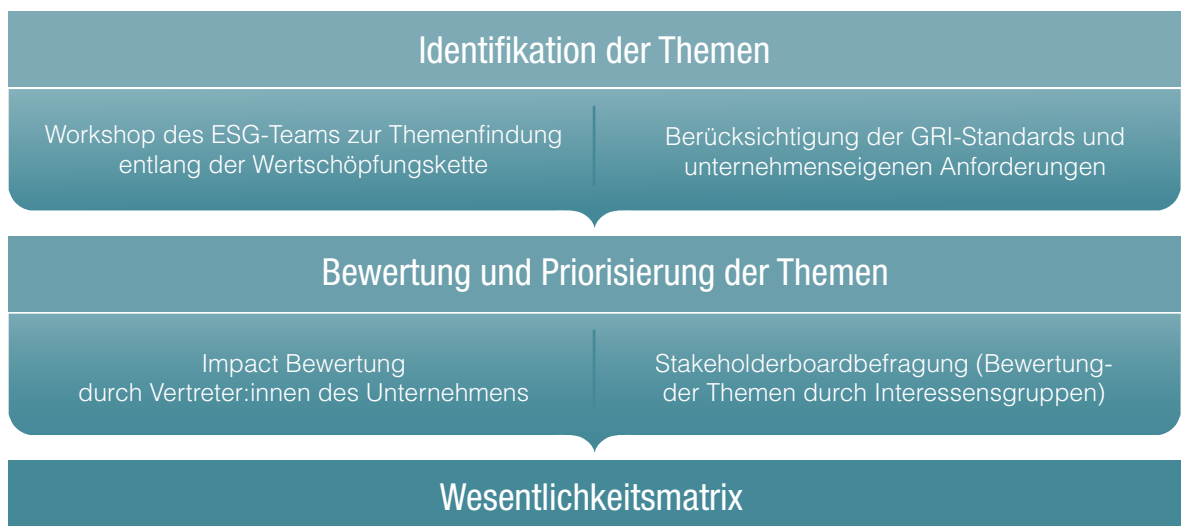 Identifikation der Themen
Workshop des ESG-Teams zur Themenfindung
entlang der Wertschöpfungskette
Berücksichtigung der GRI-Standards und
unternehmenseigenen Anforderungen
Bewertung und Priorisierung der Themen
Impact Bewertung
durch Vertreter:innen des Unternehmens
Stakeholderboardbefragung (Bewertung-
der Themen durch Interessensgruppen)
Wesentlichkeitsmatrix